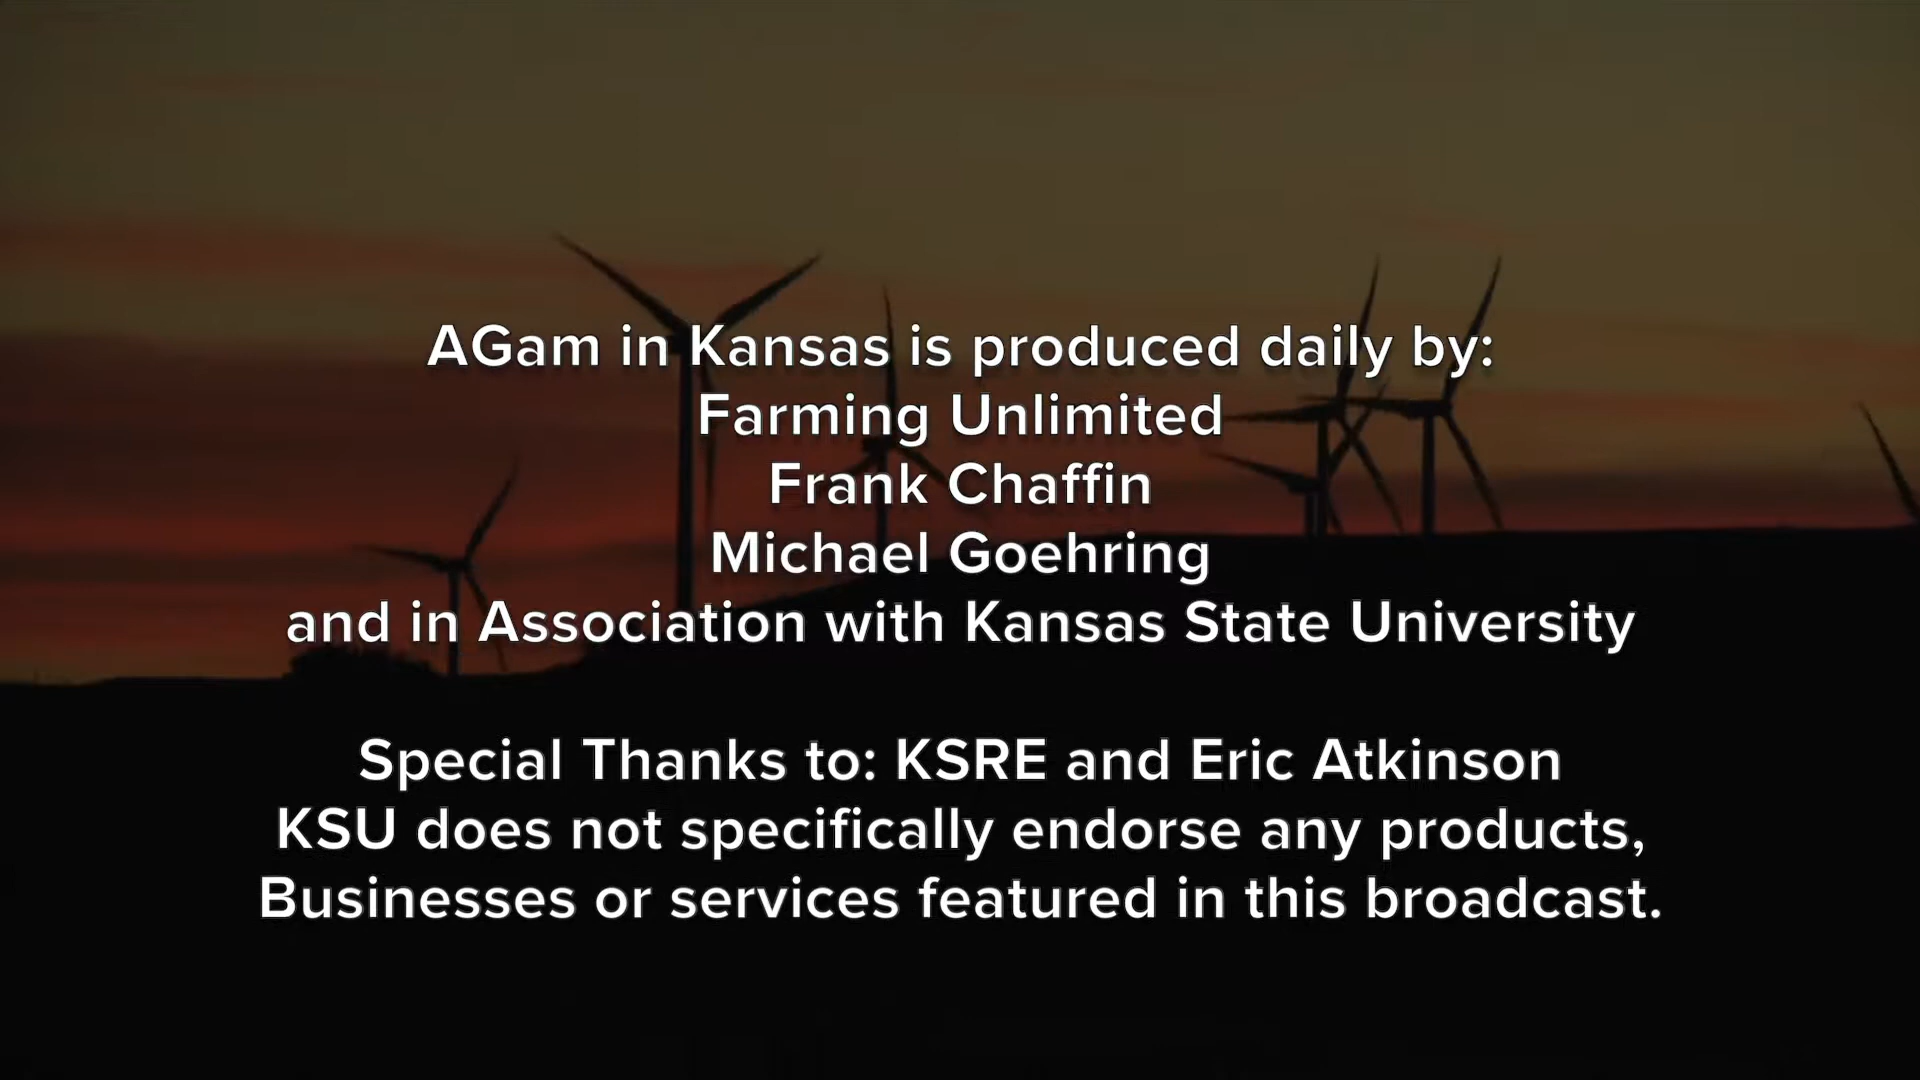 AGam in Kansas is produced daily by:
Farming Unlimited
Frank Chaffin
Michael Goehring
and in Association with Kansas State University
Special Thanks to: KSRE and Eric Atkinson
KSU does not specifically endorse any products,
Businesses or services featured in this broadcast.